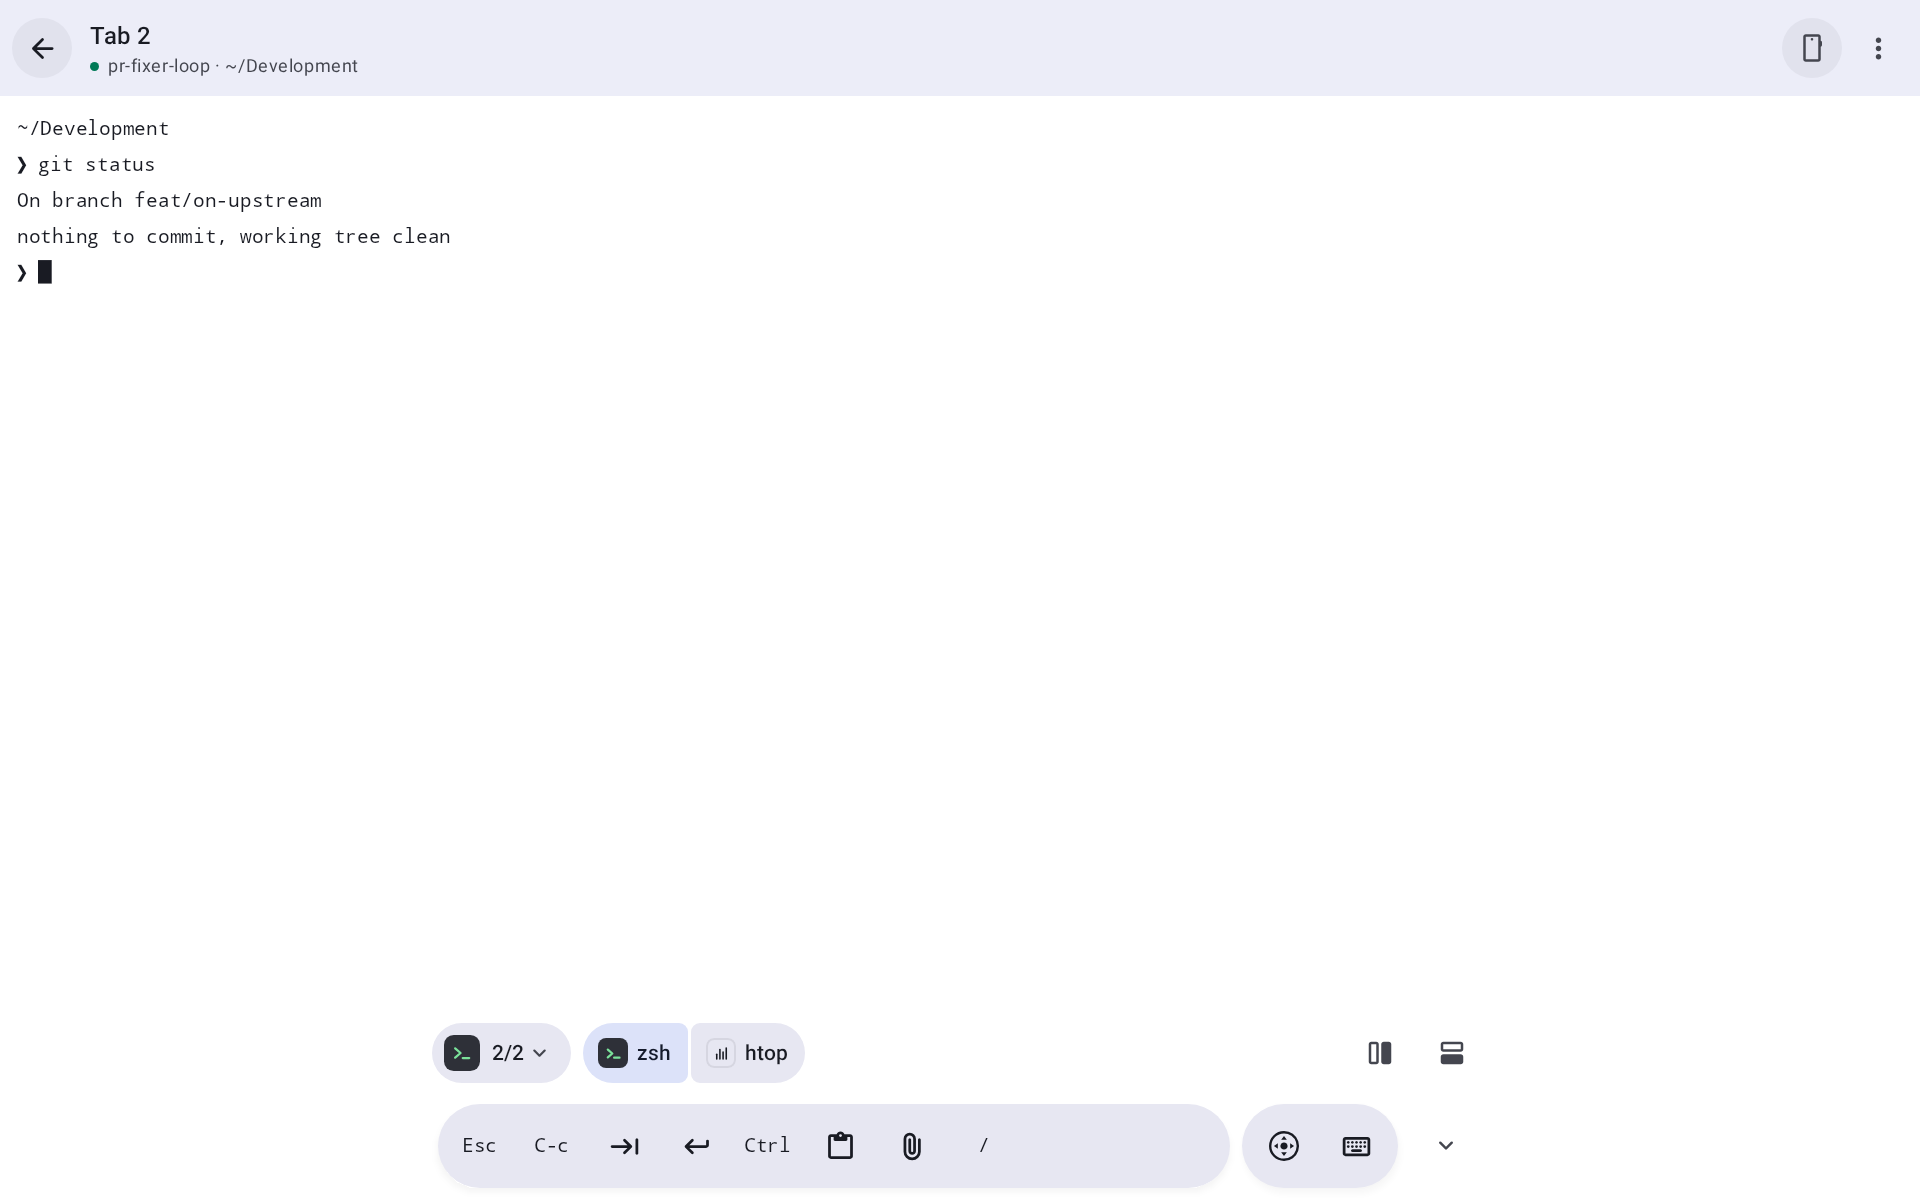 Tab 2
pr-fixer-loop · ~/Development
~/Development
❯ git status
On branch feat/on-upstream
nothing to commit, working tree clean
❯
2/2
zsh
htop
Esc
C-c
Ctrl
/